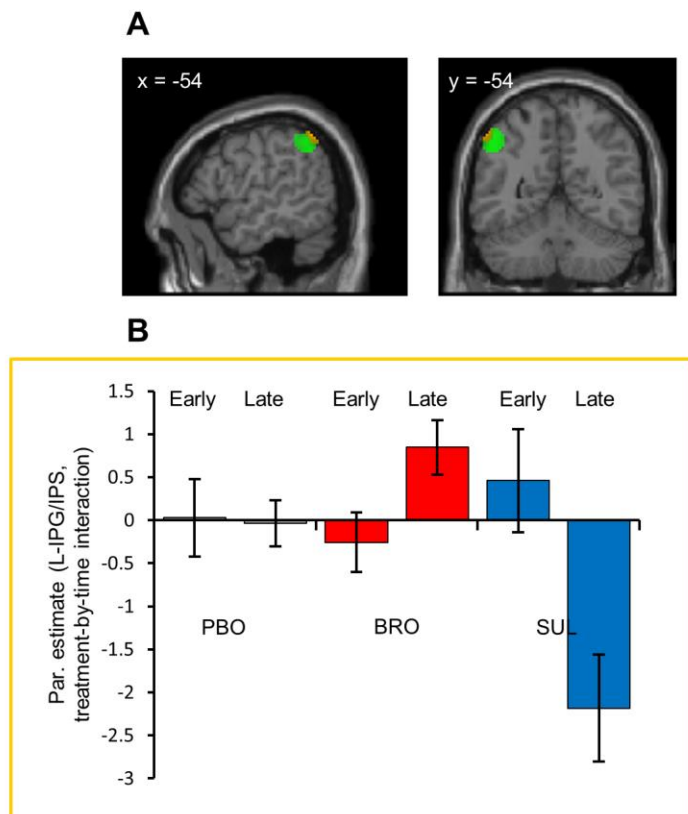 A
x = -54
y = -54
B
Par. estimate (L-IPG/IPS,
treatment-by-time interaction)
1.5
1
0.5
0
-0.5
-1
-1.5
-2
-2.5
-3
Early Late Early Late Early Late
PBO BRO SUL